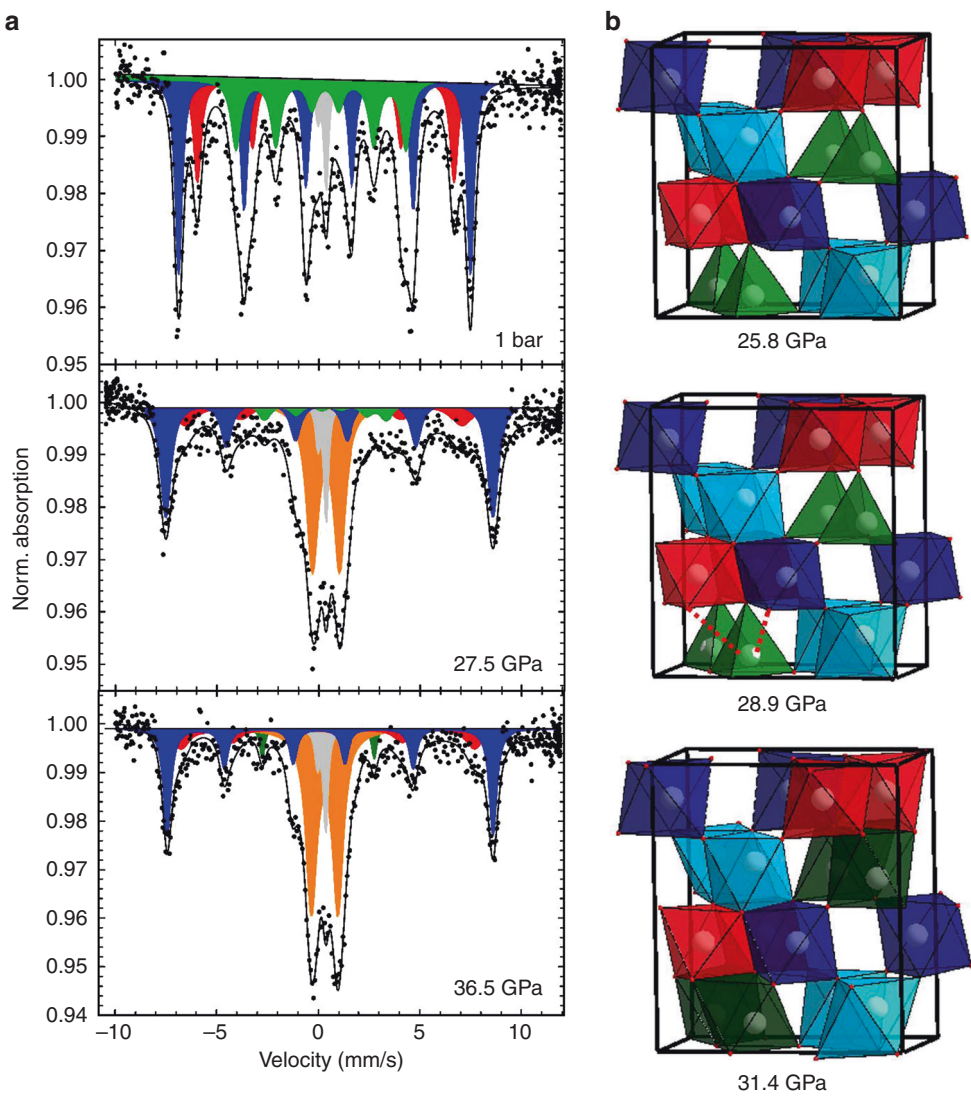 a
b
Norm. absorption
1.00
0.99
0.98
0.97
0.96
0.95
1 bar
1.00
0.99
0.98
0.97
0.96
0.95
27.5 GPa
1.00
0.99
0.98
0.97
0.96
0.95
0.94
36.5 GPa
−10 −5 0 5 10
Velocity (mm/s)
25.8 GPa
28.9 GPa
31.4 GPa